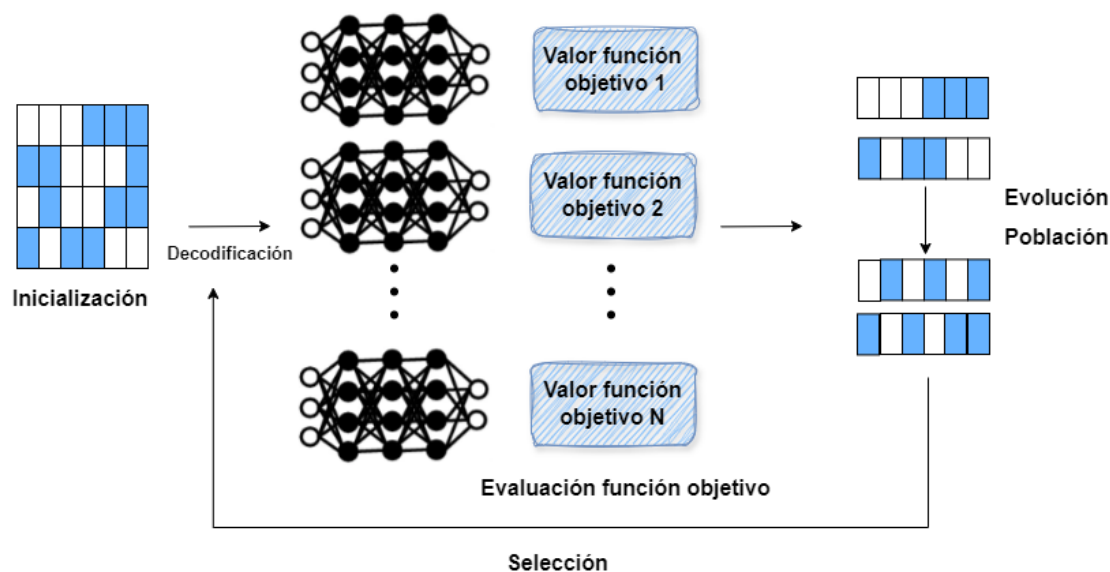 Valor función
objetivo 1
Valor función
objetivo 2
Decodificación
Inicialización
Evolución
Población
Valor función
objetivo N
Evaluación función objetivo
Selección